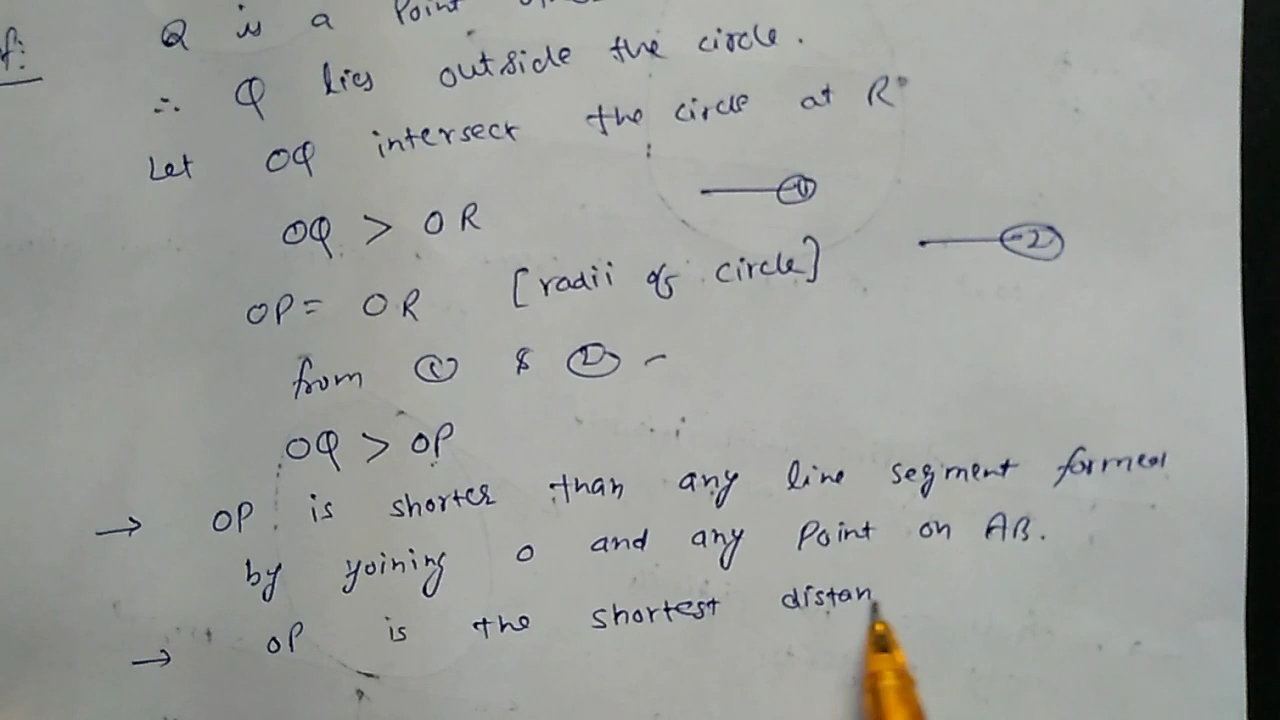 f:
Q is a Point
∴ Q lies outside the circle.
Let OQ intersect the circle at R
OQ > OR —①
OP = OR [radii of circle] —②
from ① & ② -
OQ > OP
→ OP is shorter than any line segment formed
by joining O and any Point on AB.
→ OP is the shortest distan